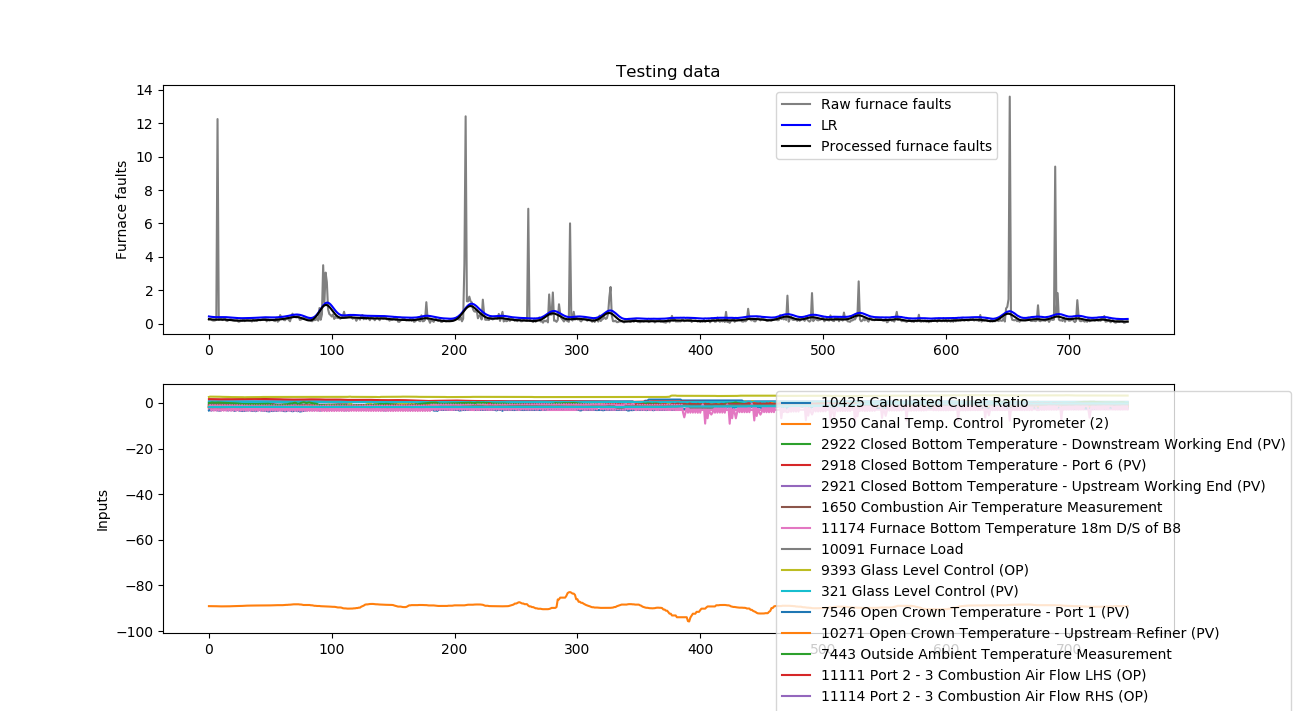 Testing data
Furnace faults
14
12
10
8
6
4
2
0
Raw furnace faults
LR
Processed furnace faults
0 100 200 300 400 500 600 700
Inputs
0
−20
−40
−60
−80
−100
10425 Calculated Cullet Ratio
1950 Canal Temp. Control  Pyrometer (2)
2922 Closed Bottom Temperature - Downstream Working End (PV)
2918 Closed Bottom Temperature - Port 6 (PV)
2921 Closed Bottom Temperature - Upstream Working End (PV)
1650 Combustion Air Temperature Measurement
11174 Furnace Bottom Temperature 18m D/S of B8
10091 Furnace Load
9393 Glass Level Control (OP)
321 Glass Level Control (PV)
7546 Open Crown Temperature - Port 1 (PV)
10271 Open Crown Temperature - Upstream Refiner (PV)
7443 Outside Ambient Temperature Measurement
11111 Port 2 - 3 Combustion Air Flow LHS (OP)
11114 Port 2 - 3 Combustion Air Flow RHS (OP)
0 100 200 300 400 500 600 700